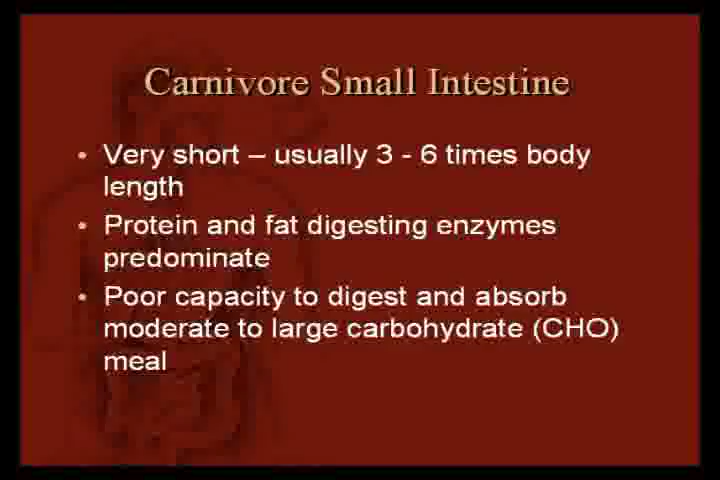 Carnivore Small Intestine
• Very short – usually 3 - 6 times body
length
• Protein and fat digesting enzymes
predominate
• Poor capacity to digest and absorb
moderate to large carbohydrate (CHO)
meal